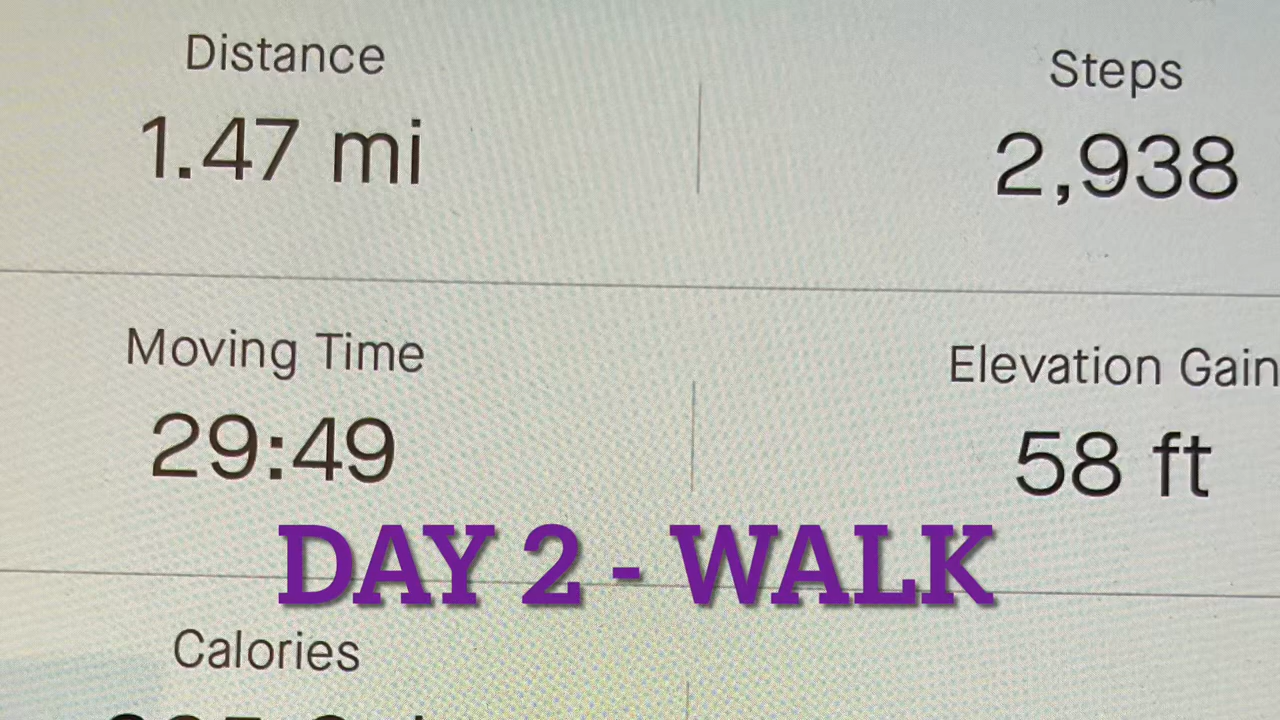 Distance
Steps
1.47 mi
2,938
Moving Time
Elevation Gain
29:49
58 ft
DAY 2 - WALK
Calories